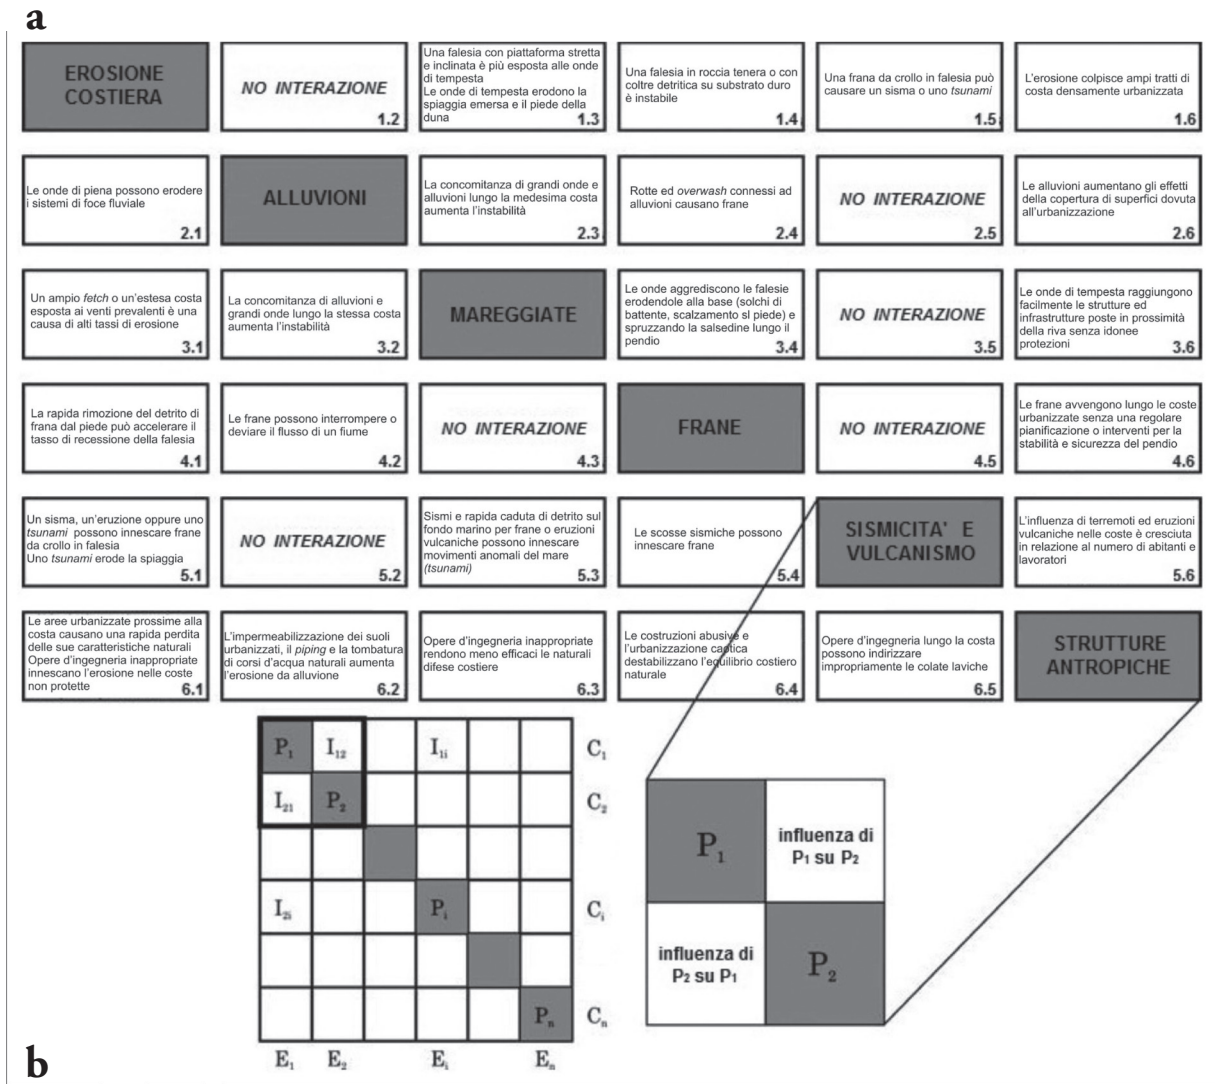 a
EROSIONE
COSTIERA
NO INTERAZIONE
1.2
Una falesia con piattaforma stretta
e inclinata è più esposta alle onde
di tempesta
Le onde di tempesta erodono la
spiaggia emersa e il piede della
duna
1.3
Una falesia in roccia tenera o con
coltre detritica su substrato duro
è instabile
1.4
Una frana da crollo in falesia può
causare un sisma o uno tsunami
1.5
L'erosione colpisce ampi tratti di
costa densamente urbanizzata
1.6
Le onde di piena possono erodere
i sistemi di foce fluviale
2.1
ALLUVIONI
La concomitanza di grandi onde e
alluvioni lungo la medesima costa
aumenta l'instabilità
2.3
Rotte ed overwash connessi ad
alluvioni causano frane
2.4
NO INTERAZIONE
2.5
Le alluvioni aumentano gli effetti
della copertura di superfici dovuta
all'urbanizzazione
2.6
Un ampio fetch o un'estesa costa
esposta ai venti prevalenti è una
causa di alti tassi di erosione
3.1
La concomitanza di alluvioni e
grandi onde lungo la stessa costa
aumenta l'instabilità
3.2
MAREGGIATE
Le onde aggrediscono le falesie
erodendole alla base (solchi di
battente, scalzamento sl piede) e
spruzzando la salsedine lungo il
pendio
3.4
NO INTERAZIONE
3.5
Le onde di tempesta raggiungono
facilmente le strutture ed
infrastrutture poste in prossimità
della riva senza idonee
protezioni
3.6
La rapida rimozione del detrito di
frana dal piede può accelerare il
tasso di recessione della falesia
4.1
Le frane possono interrompere o
deviare il flusso di un fiume
4.2
NO INTERAZIONE
4.3
FRANE
NO INTERAZIONE
4.5
Le frane avvengono lungo le coste
urbanizzate senza una regolare
pianificazione o interventi per la
stabilità e sicurezza del pendio
4.6
Un sisma, un'eruzione oppure uno
tsunami possono innescare frane
da crollo in falesia
Uno tsunami erode la spiaggia
5.1
NO INTERAZIONE
5.2
Sismi e rapida caduta di detrito sul
fondo marino per frane o eruzioni
vulcaniche possono innescare
movimenti anomali del mare
(tsunami)
5.3
Le scosse sismiche possono
innescare frane
5.4
SISMICITA' E
VULCANISMO
L'influenza di terremoti ed eruzioni
vulcaniche nelle coste è cresciuta
in relazione al numero di abitanti e
lavoratori
5.6
Le aree urbanizzate prossime alla
costa causano una rapida perdita
delle sue caratteristiche naturali
Opere d'ingegneria inappropriate
innescano l'erosione nelle coste
non protette
6.1
L'impermeabilizzazione dei suoli
urbanizzati, il piping e la tombatura
di corsi d'acqua naturali aumenta
l'erosione da alluvione
6.2
Opere d'ingegneria inappropriate
rendono meno efficaci le naturali
difese costiere
6.3
Le costruzioni abusive e
l'urbanizzazione caotica
destabilizzano l'equilibrio costiero
naturale
6.4
Opere d'ingegneria lungo la costa
possono indirizzare
impropriamente le colate laviche
6.5
STRUTTURE
ANTROPICHE
P1 I12 I1i C1
I21 P2 C2
I2i Pi Ci
Pn Cn
E1 E2 Ei En
P1
influenza di
P1 su P2
influenza di
P2 su P1
P2
b